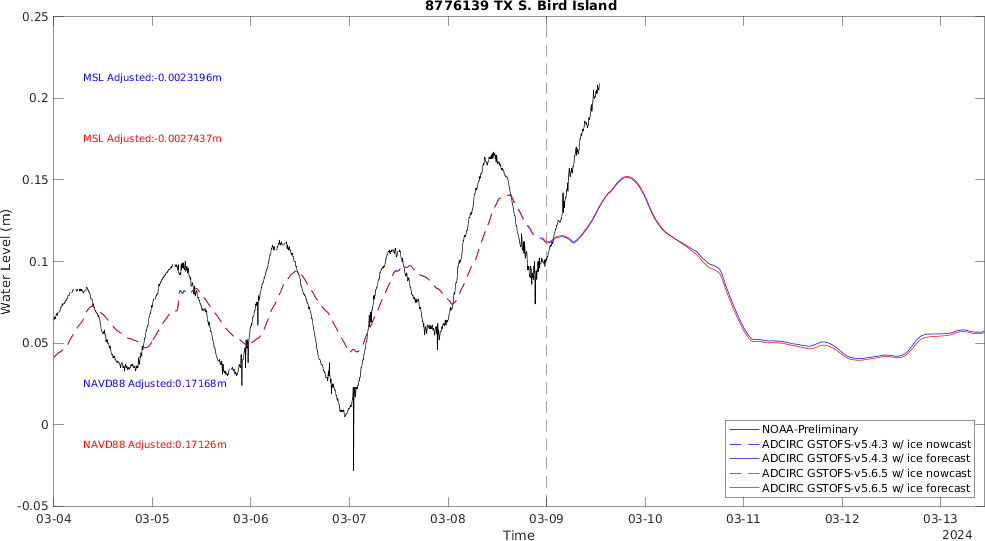 8776139 TX S. Bird Island
0.25
0.2
0.15
0.1
0.05
0
-0.05
Water Level (m)
MSL Adjusted:-0.0023196m
MSL Adjusted:-0.0027437m
NAVD88 Adjusted:0.17168m
NAVD88 Adjusted:0.17126m
NOAA-Preliminary
ADCIRC GSTOFS-v5.4.3 w/ ice nowcast
ADCIRC GSTOFS-v5.4.3 w/ ice forecast
ADCIRC GSTOFS-v5.6.5 w/ ice nowcast
ADCIRC GSTOFS-v5.6.5 w/ ice forecast
03-04 03-05 03-06 03-07 03-08 03-09 03-10 03-11 03-12 03-13
Time
2024